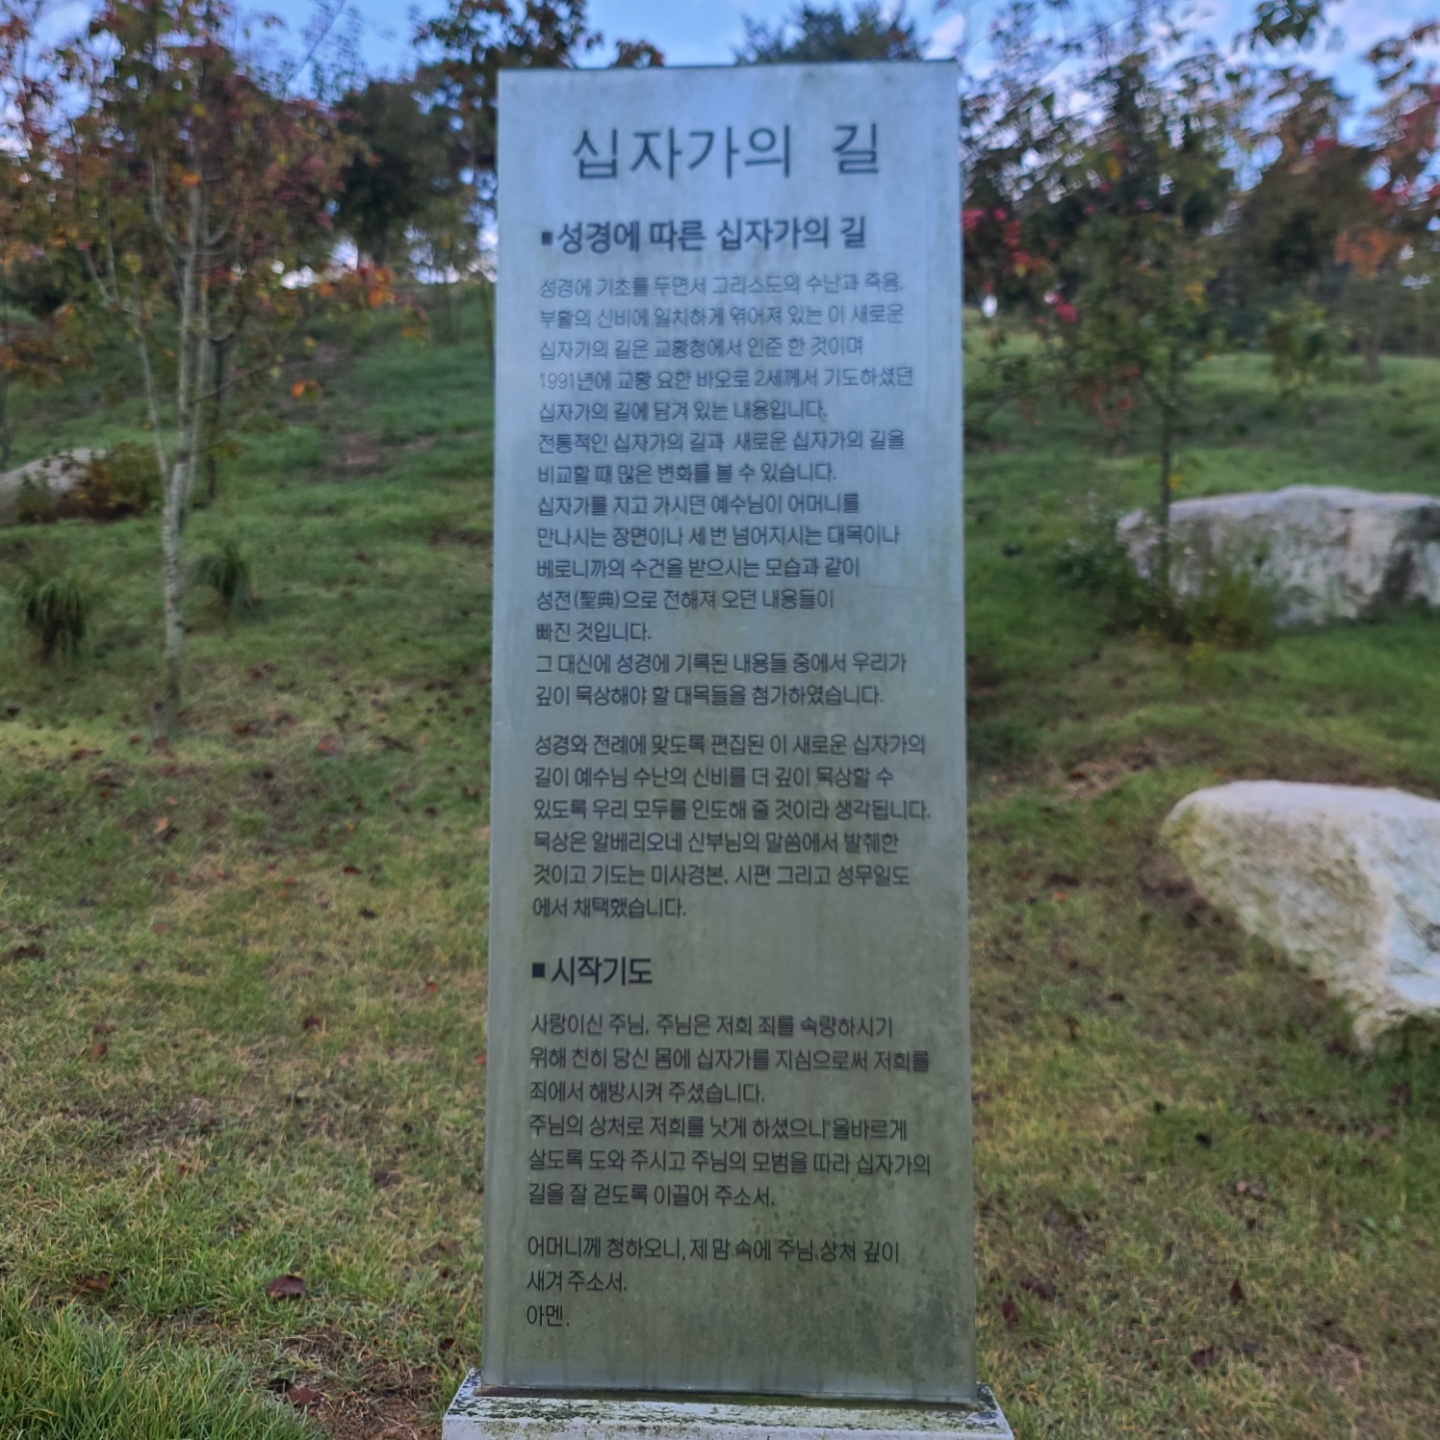 십자가의 길
■성경에 따른 십자가의 길
성경에 기초를 두면서 그리스도의 수난과 죽음,
부활의 신비에 일치하게 엮어져 있는 이 새로운
십자가의 길은 교황청에서 인준 한 것이며
1991년에 교황 요한 바오로 2세께서 기도하셨던
십자가의 길에 담겨 있는 내용입니다.
전통적인 십자가의 길과 새로운 십자가의 길을
비교할 때 많은 변화를 볼 수 있습니다.
십자가를 지고 가시던 예수님이 어머니를
만나시는 장면이나 세 번 넘어지시는 대목이나
베로니까의 수건을 받으시는 모습과 같이
성전(聖典)으로 전해져 오던 내용들이
빠진 것입니다.
그 대신에 성경에 기록된 내용들 중에서 우리가
깊이 묵상해야 할 대목들을 첨가하였습니다.
성경와 전례에 맞도록 편집된 이 새로운 십자가의
길이 예수님 수난의 신비를 더 깊이 묵상할 수
있도록 우리 모두를 인도해 줄 것이라 생각됩니다.
묵상은 알베리오네 신부님의 말씀에서 발췌한
것이고 기도는 미사경본, 시편 그리고 성무일도
에서 채택했습니다.
■ 시작기도
사랑이신 주님, 주님은 저희 죄를 속량하시기
위해 친히 당신 몸에 십자가를 지심으로써 저희를
죄에서 해방시켜 주셨습니다.
주님의 상처로 저희를 낫게 하셨으니 올바르게
살도록 도와 주시고 주님의 모범을 따라 십자가의
길을 잘 걷도록 이끌어 주소서.
어머니께 청하오니, 제 맘 속에 주님 상처 깊이
새겨 주소서.
아멘.